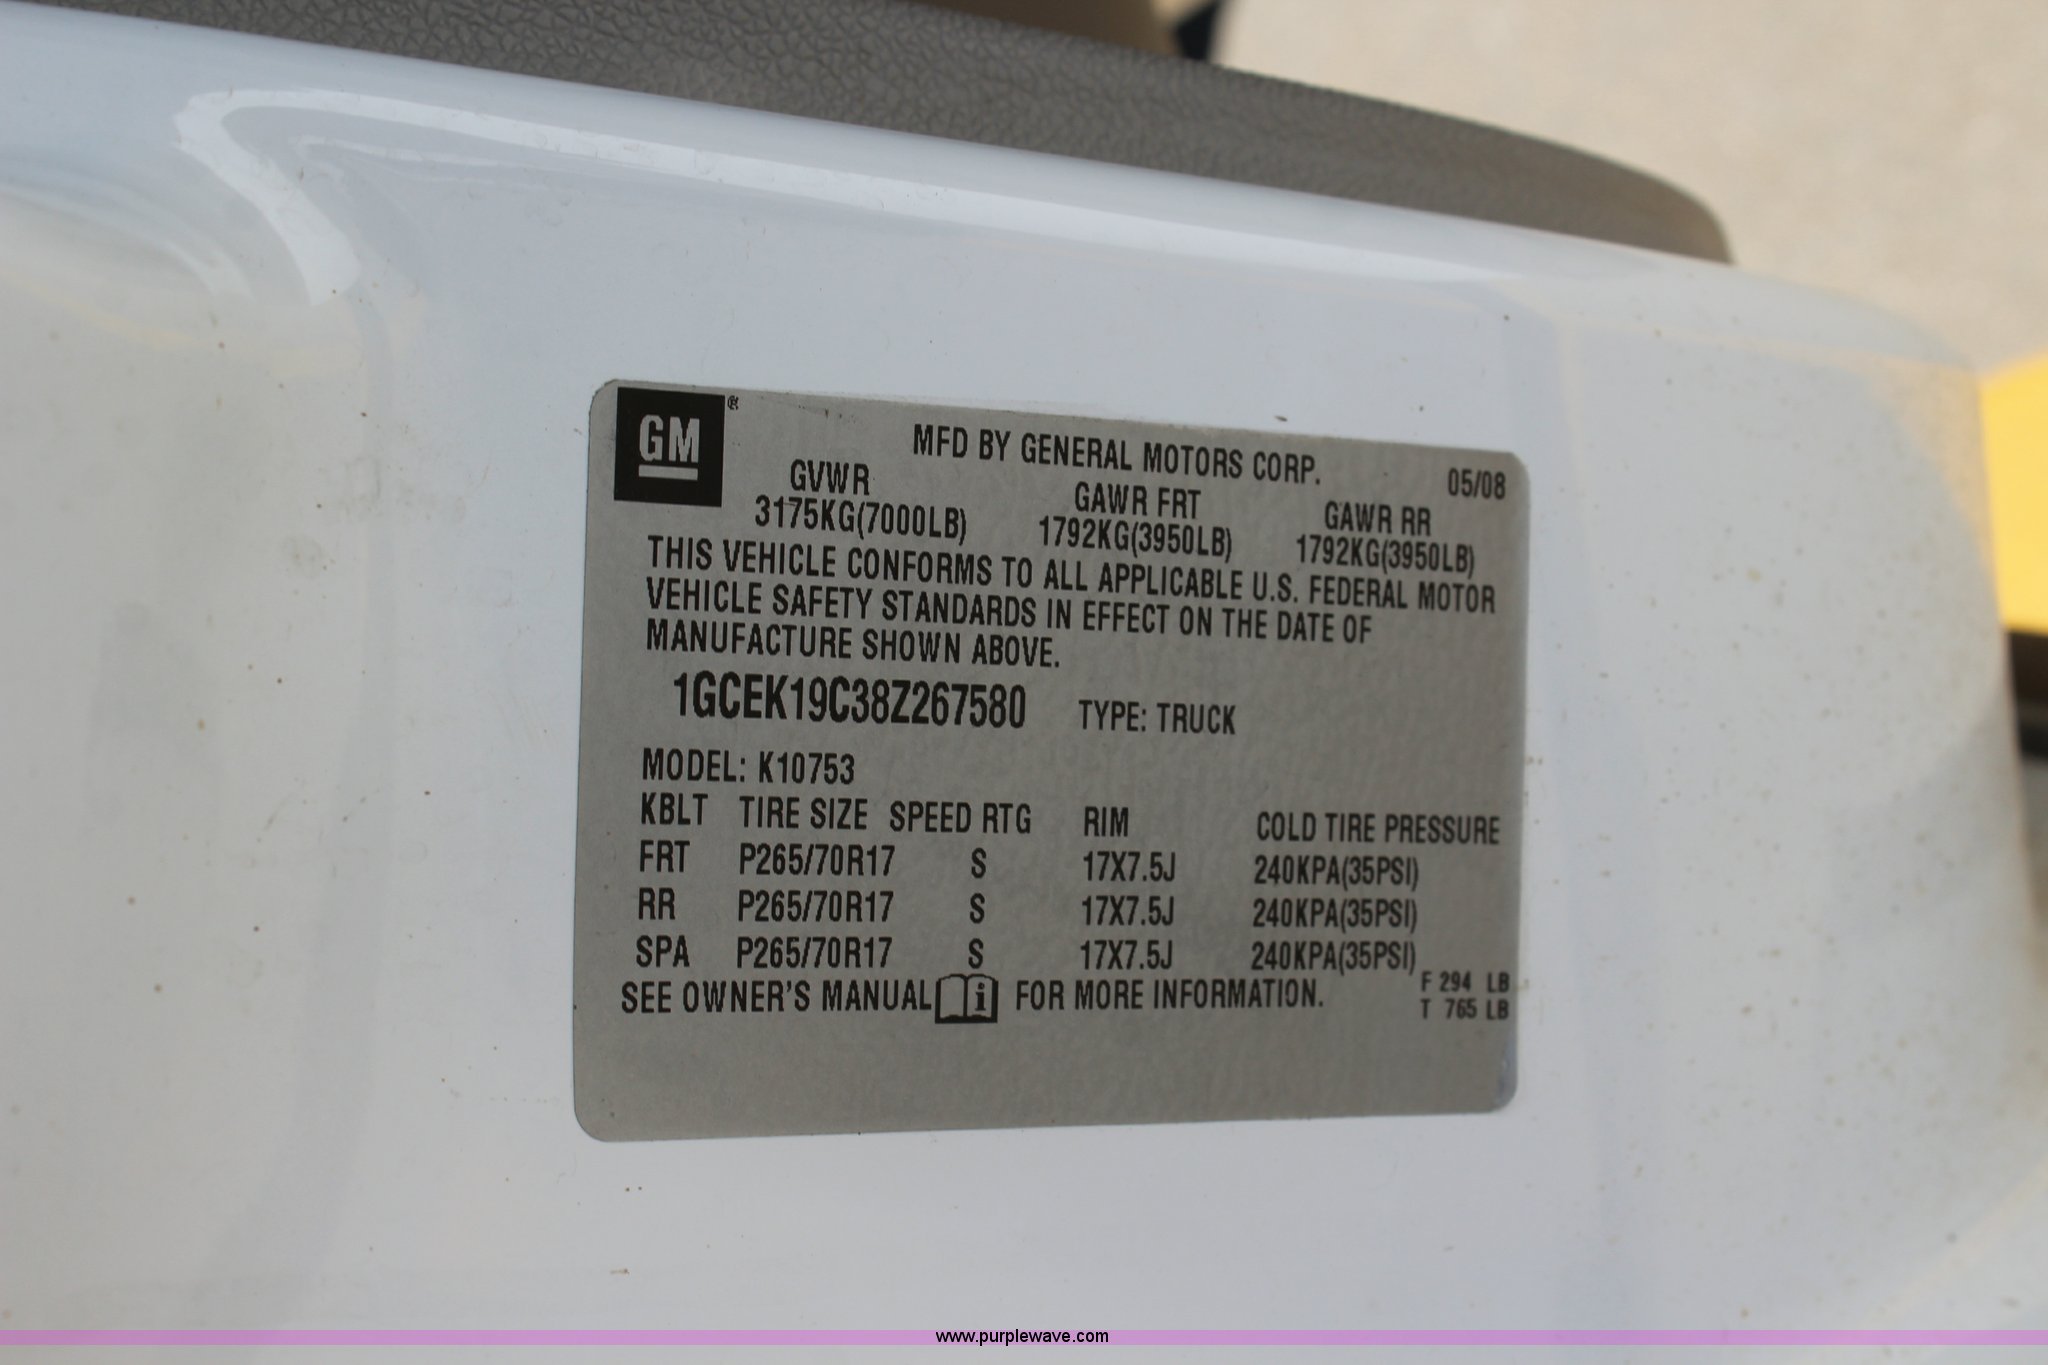 GM®
MFD BY GENERAL MOTORS CORP. 05/08
GVWR GAWR FRT GAWR RR
3175KG(7000LB) 1792KG(3950LB) 1792KG(3950LB)
THIS VEHICLE CONFORMS TO ALL APPLICABLE U.S. FEDERAL MOTOR
VEHICLE SAFETY STANDARDS IN EFFECT ON THE DATE OF
MANUFACTURE SHOWN ABOVE.
1GCEK19C38Z267580 TYPE: TRUCK
MODEL: K10753
KBLT TIRE SIZE SPEED RTG RIM COLD TIRE PRESSURE
FRT P265/70R17 S 17X7.5J 240KPA(35PSI)
RR P265/70R17 S 17X7.5J 240KPA(35PSI)
SPA P265/70R17 S 17X7.5J 240KPA(35PSI)
SEE OWNER'S MANUAL i FOR MORE INFORMATION.
F 294 LB
T 765 LB
www.purplewave.com